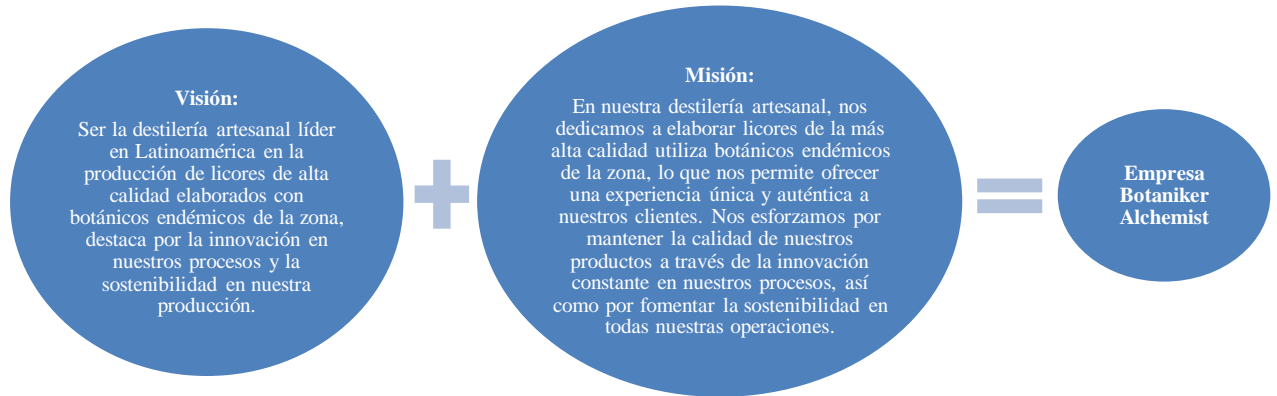 Visión:
Ser la destilería artesanal líder
en Latinoamérica en la
producción de licores de alta
calidad elaborados con
botánicos endémicos de la zona,
destaca por la innovación en
nuestros procesos y la
sostenibilidad en nuestra
producción.
Misión:
En nuestra destilería artesanal, nos
dedicamos a elaborar licores de la más
alta calidad utiliza botánicos endémicos
de la zona, lo que nos permite ofrecer
una experiencia única y auténtica a
nuestros clientes. Nos esforzamos por
mantener la calidad de nuestros
productos a través de la innovación
constante en nuestros procesos, así
como por fomentar la sostenibilidad en
todas nuestras operaciones.
Empresa
Botaniker
Alchemist